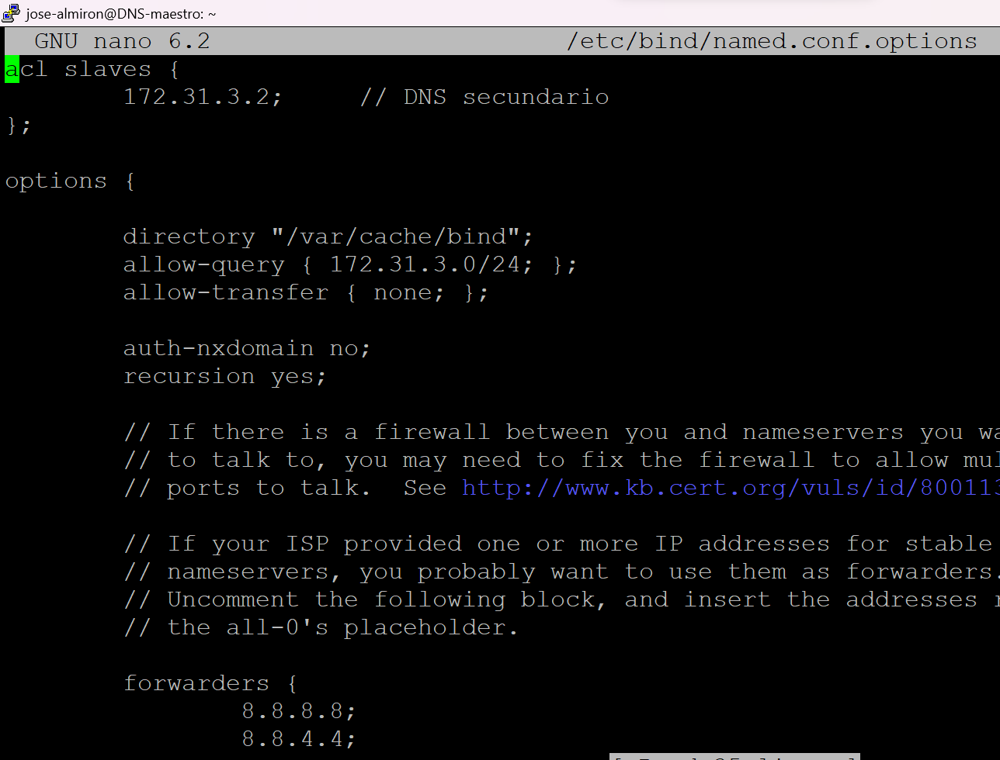 jose-almiron@DNS-maestro: ~
GNU nano 6.2 /etc/bind/named.conf.options
acl slaves {
172.31.3.2; // DNS secundario
};
options {
directory "/var/cache/bind";
allow-query { 172.31.3.0/24; };
allow-transfer { none; };
auth-nxdomain no;
recursion yes;
// If there is a firewall between you and nameservers you
// to talk to, you may need to fix the firewall to allow
// ports to talk. See http://www.kb.cert.org/vuls/id/800113
// If your ISP provided one or more IP addresses for stable
// nameservers, you probably want to use them as forwarders.
// Uncomment the following block, and insert the addresses
// the all-0's placeholder.
forwarders {
8.8.8.8;
8.8.4.4;